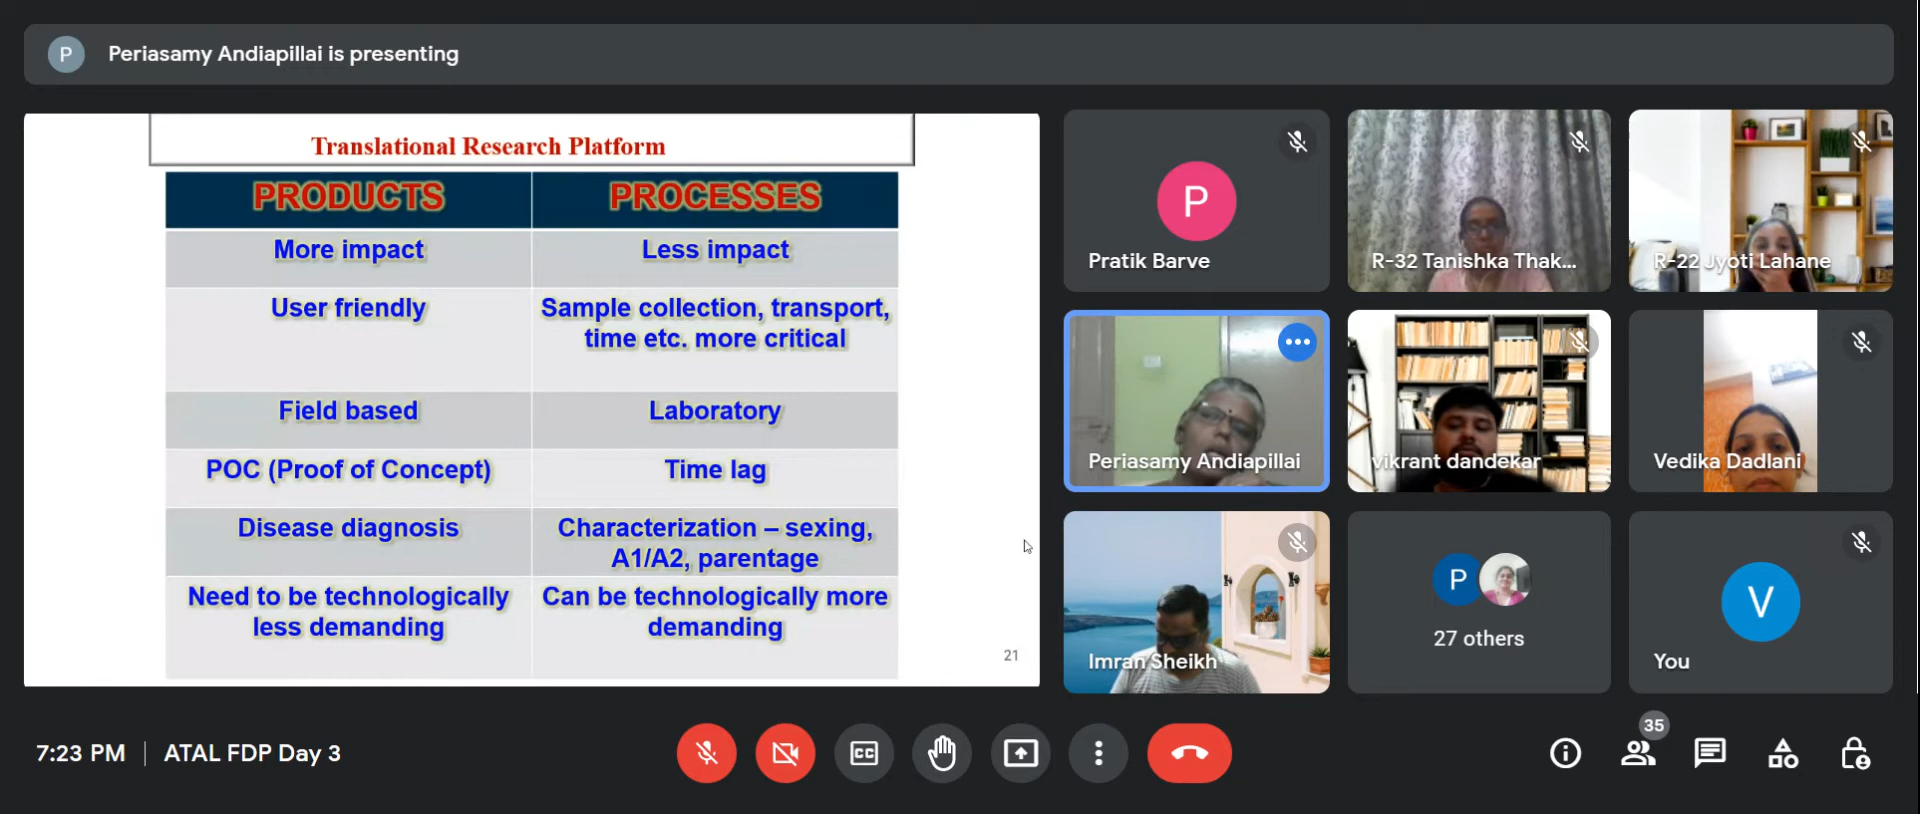 P
Periasamy Andiapillai is presenting
Translational Research Platform
PRODUCTS
PROCESSES
More impact
Less impact
User friendly
Sample collection, transport,
time etc. more critical
Field based
Laboratory
POC (Proof of Concept)
Time lag
Disease diagnosis
Characterization – sexing,
A1/A2, parentage
Need to be technologically
less demanding
Can be technologically more
demanding
21
P
Pratik Barve
R-32 Tanishka Thak...
R-22 Jyoti Lahane
Periasamy Andiapillai
vikrant dandekar
Vedika Dadlani
Imran Sheikh
P
27 others
V
You
7:23 PM
ATAL FDP Day 3
CC
35